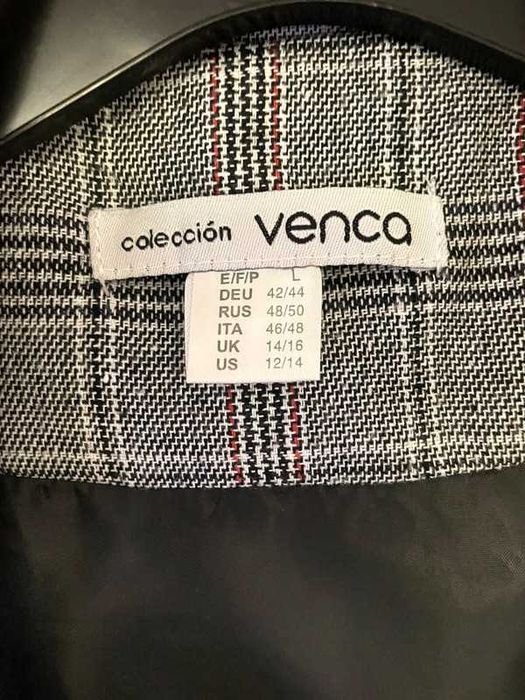 colección venca
E/F/P L
DEU 42/44
RUS 48/50
ITA 46/48
UK 14/16
US 12/14